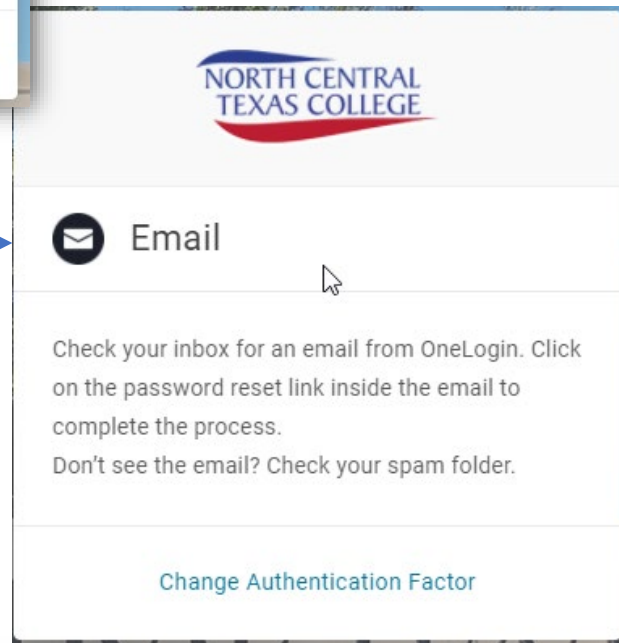 NORTH CENTRAL
TEXAS COLLEGE
Email
Check your inbox for an email from OneLogin. Click
on the password reset link inside the email to
complete the process.
Don't see the email? Check your spam folder.
Change Authentication Factor